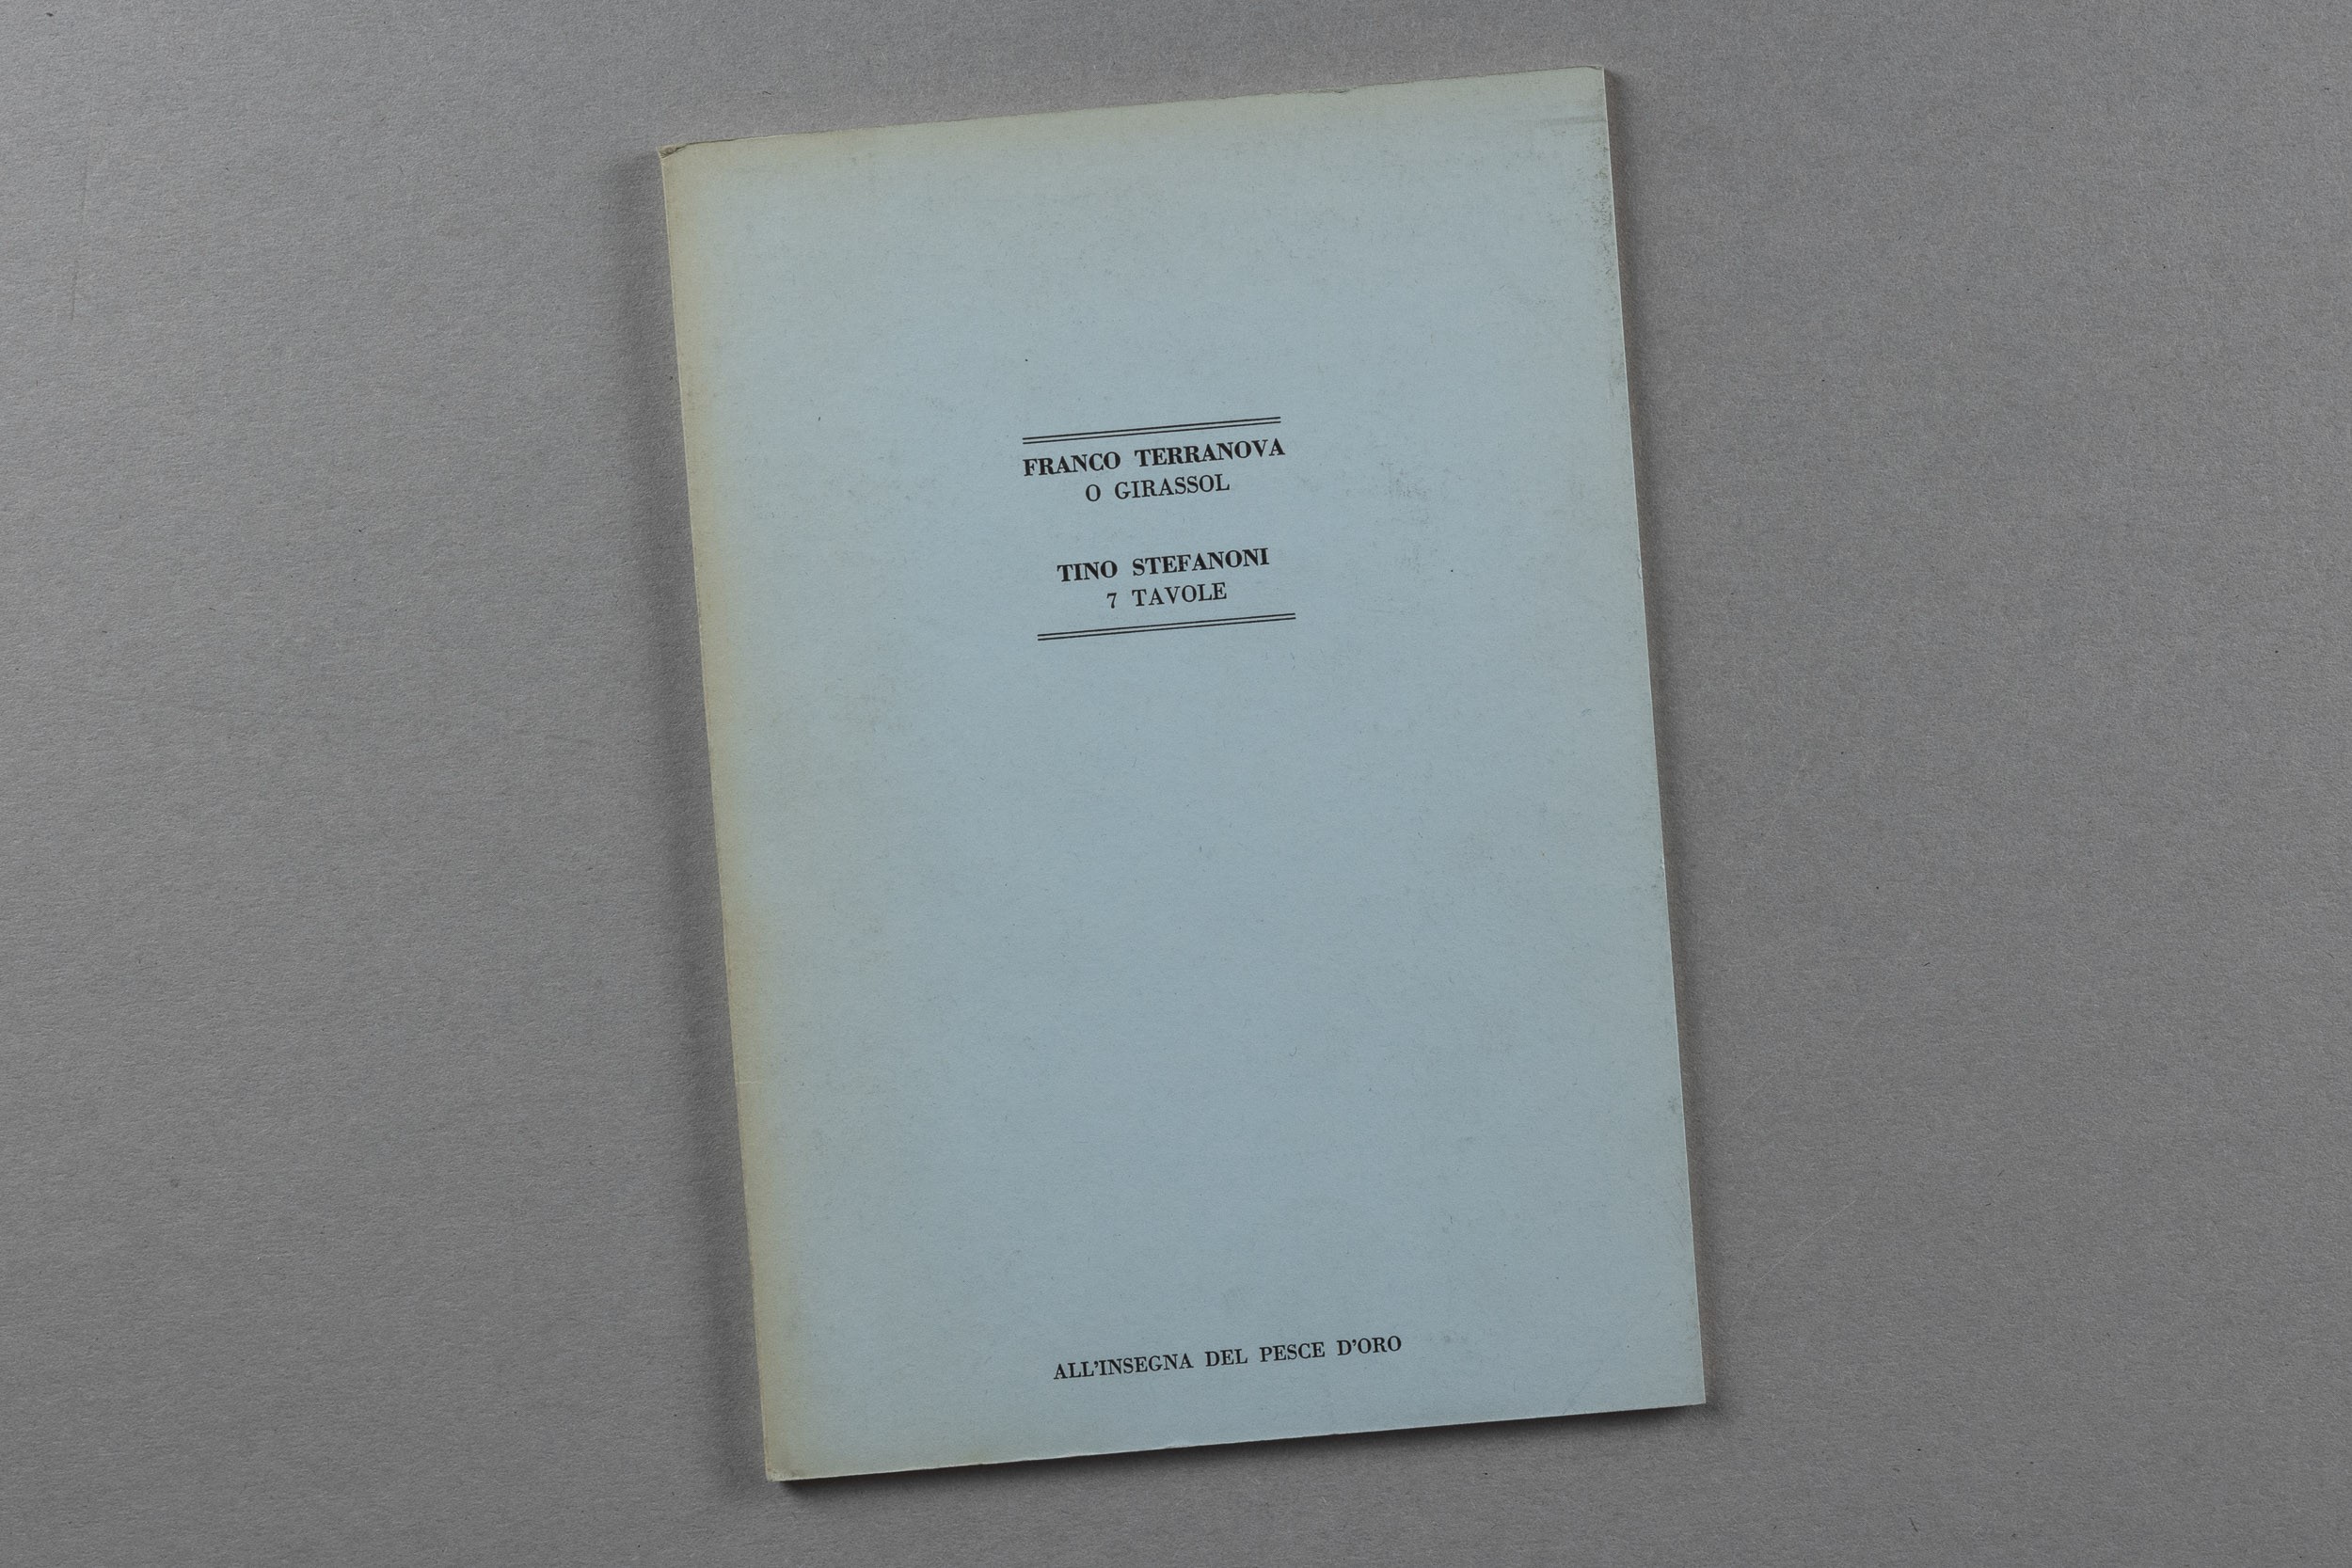 FRANCO TERRANOVA
O GIRASSOL
TINO STEFANONI
7 TAVOLE
ALL'INSEGNA DEL PESCE D'ORO